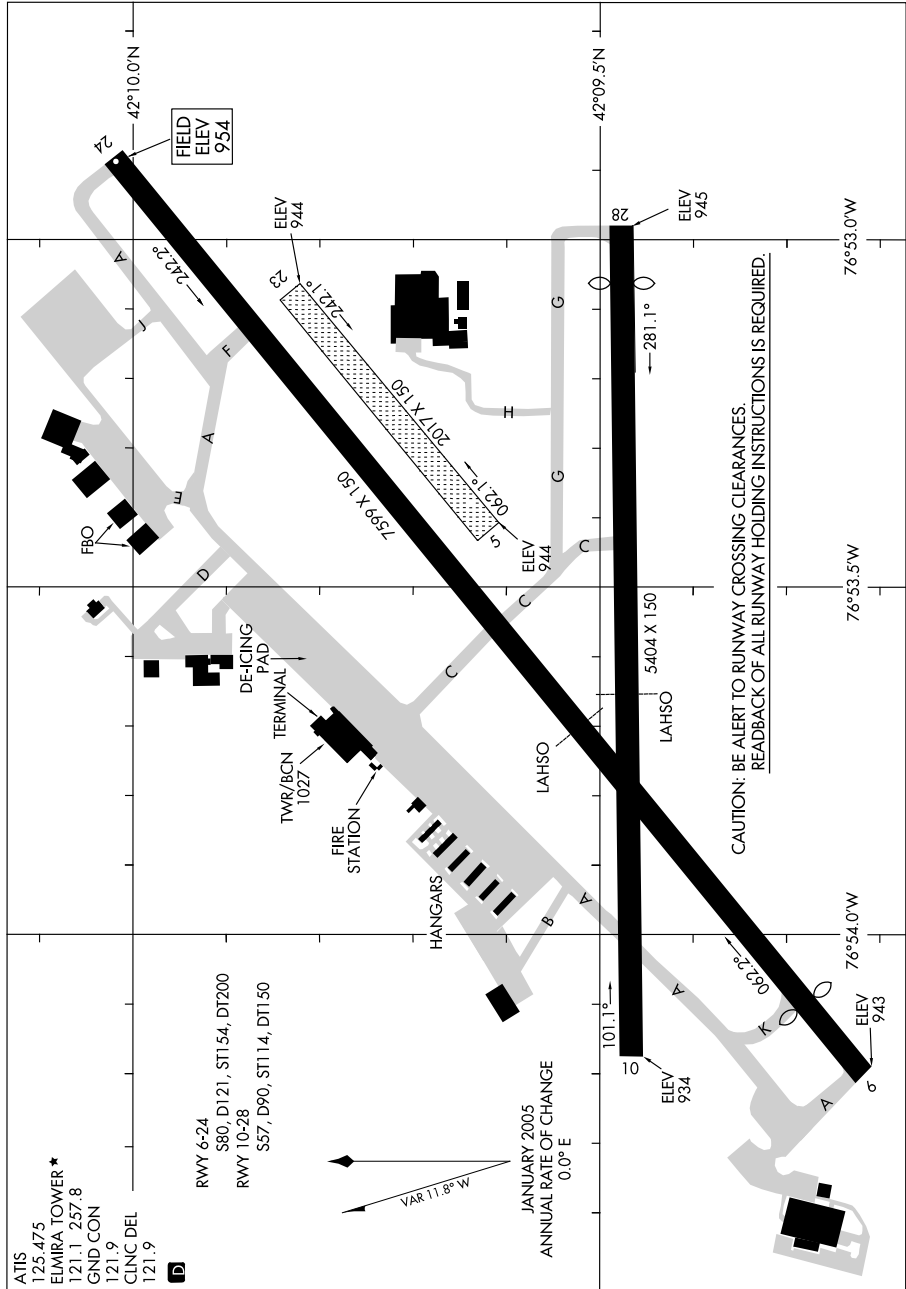 ATIS
125.475
ELMIRA TOWER ★
121.1 257.8
GND CON
121.9
CLNC DEL
121.9
D
RWY 6-24
S80, D121, ST154, DT200
RWY 10-28
S57, D90, ST114, DT150
VAR 11.8° W
JANUARY 2005
ANNUAL RATE OF CHANGE
0.0° E
42°10.0'N
42°09.5'N
76°53.0'W
76°53.5'W
76°54.0'W
24
FIELD
ELEV
954
242.2°
A
J
F
A
E
FBO
D
DE-ICING
PAD
TERMINAL
TWR/BCN
1027
FIRE
STATION
HANGARS
B
A
A
K
A
7599 X 150
062.2°
6
ELEV
943
23
ELEV
944
242.1°
2017 X 150
062.1°
5
ELEV
944
H
G
G
C
C
C
28
ELEV
945
281.1°
5404 X 150
LAHSO
LAHSO
101.1°
10
ELEV
934
CAUTION: BE ALERT TO RUNWAY CROSSING CLEARANCES.
READBACK OF ALL RUNWAY HOLDING INSTRUCTIONS IS REQUIRED.